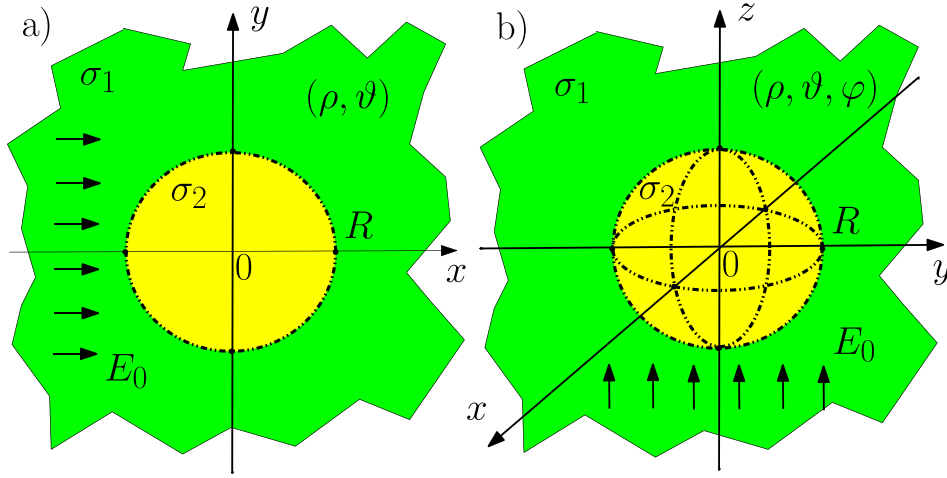 a)
y
σ₁
(ρ, ϑ)
σ₂
R
0
x
E₀
b)
z
σ₁
(ρ, ϑ, φ)
σ₂
R
0
y
E₀
x